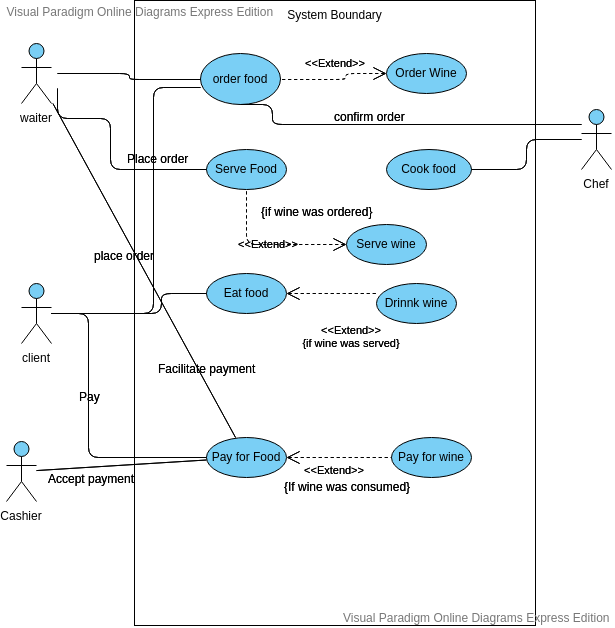 Visual Paradigm Online Diagrams Express Edition
System Boundary
<<Extend>>
order food
Order Wine
waiter
confirm order
Place order
Serve Food
Cook food
Chef
{if wine was ordered}
<<Extend>>
Serve wine
place order
Eat food
Drinnk wine
<<Extend>>
{if wine was served}
client
Facilitate payment
Pay
Pay for Food
Pay for wine
<<Extend>>
Accept payment
{If wine was consumed}
Cashier
Visual Paradigm Online Diagrams Express Edition